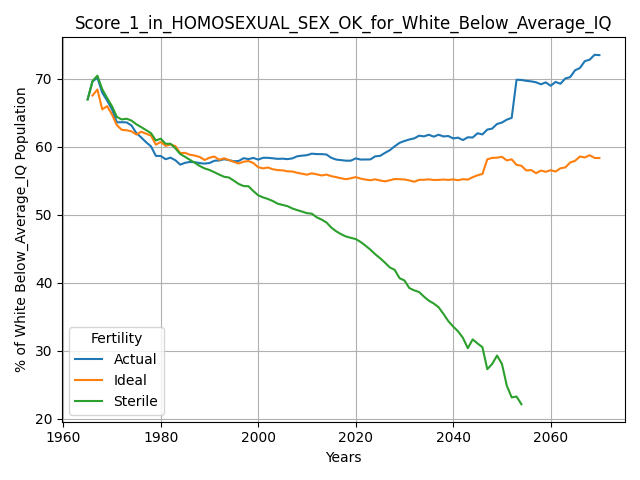 Score_1_in_HOMOSEXUAL_SEX_OK_for_White_Below_Average_IQ
% of White Below_Average_IQ Population
70
60
50
40
30
20
Fertility
Actual
Ideal
Sterile
1960
1980
2000
2020
2040
2060
Years